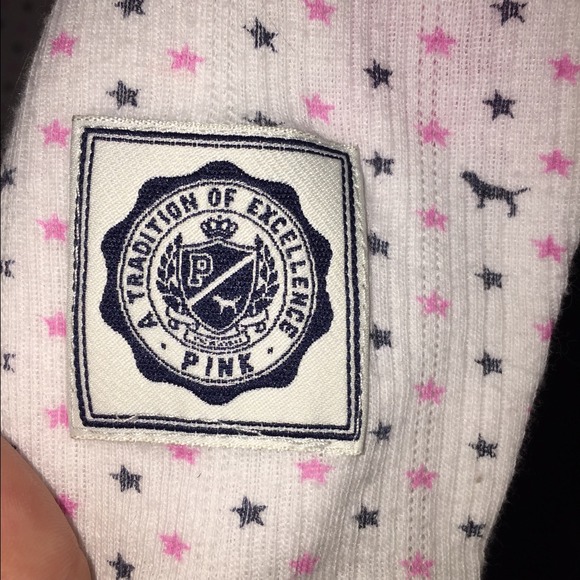 A TRADITION OF EXCELLENCE
P
· PINK ·